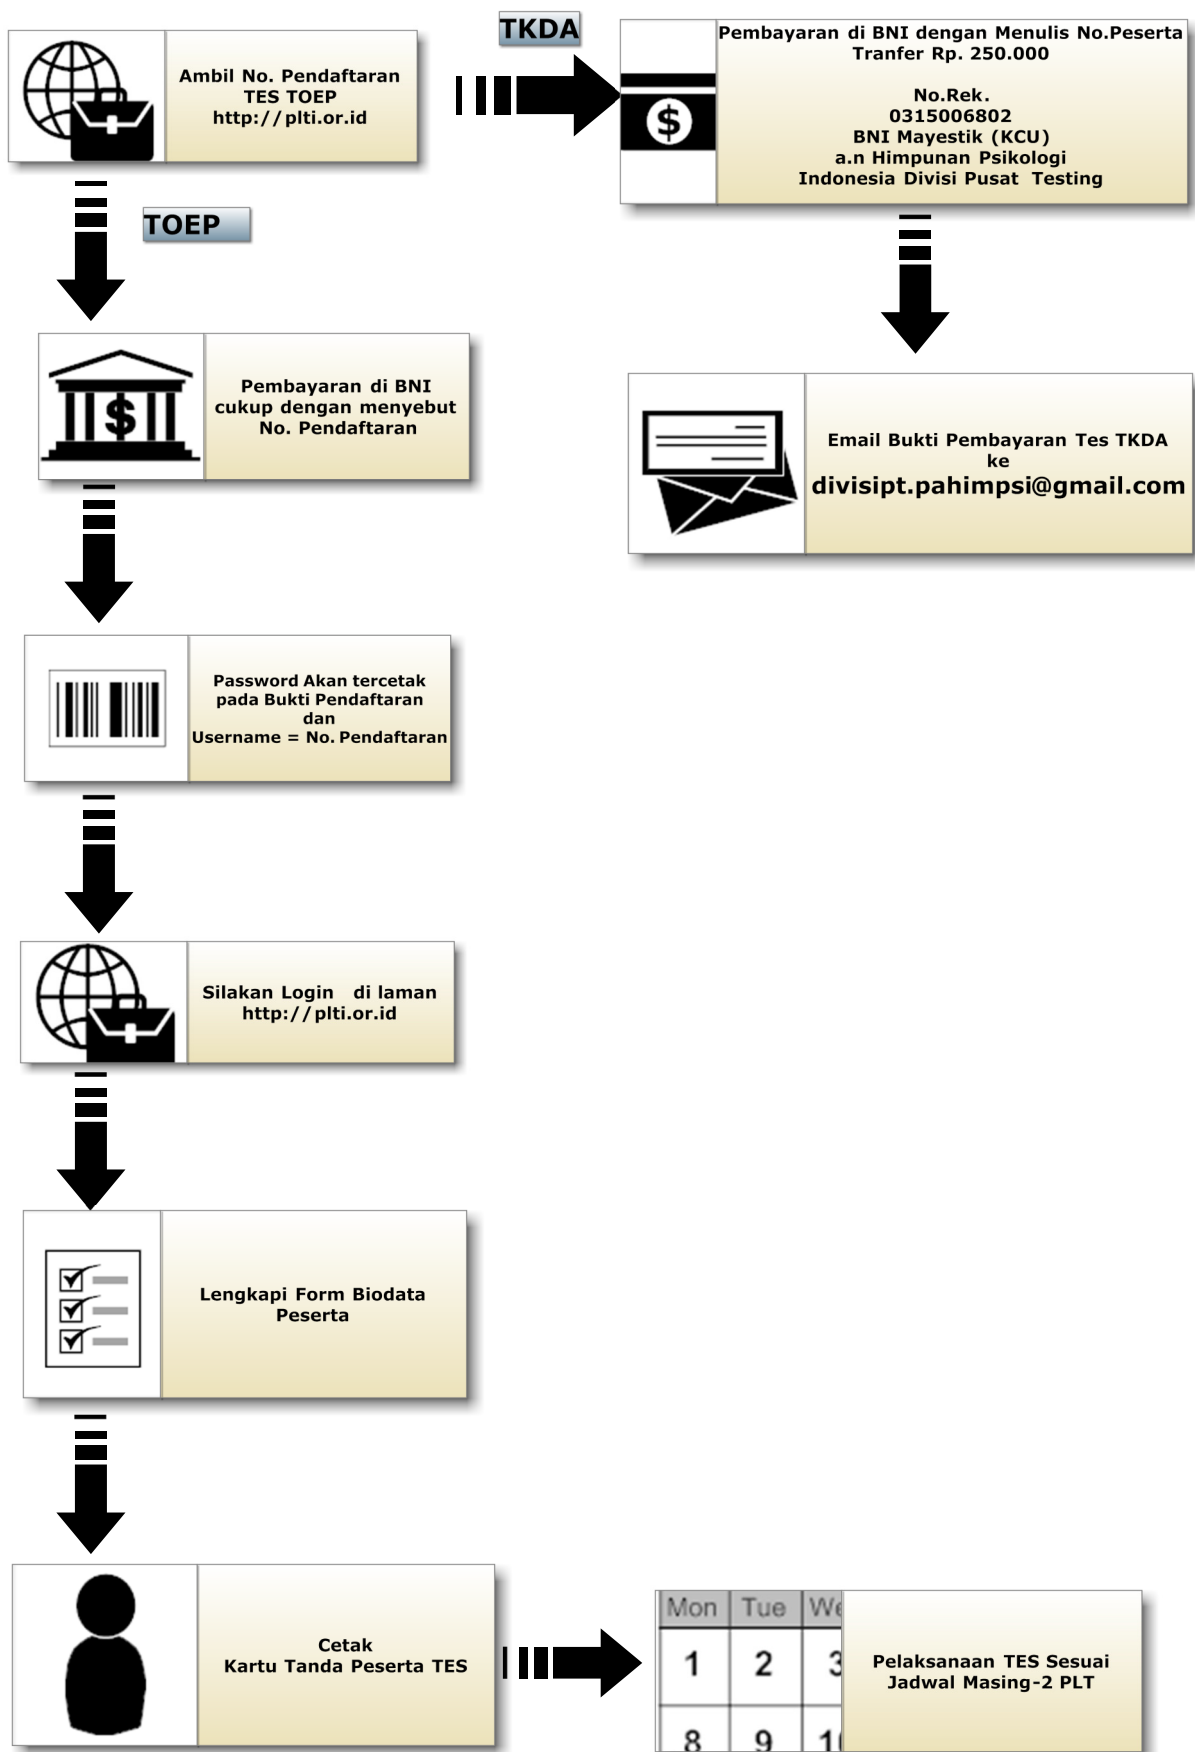 Ambil No. Pendaftaran
TES TOEP
http://plti.or.id
TKDA
Pembayaran di BNI dengan Menulis No.Peserta
Tranfer Rp. 250.000
No.Rek.
0315006802
BNI Mayestik (KCU)
a.n Himpunan Psikologi
Indonesia Divisi Pusat Testing
TOEP
Email Bukti Pembayaran Tes TKDA
ke
divisipt.pahimpsi@gmail.com
Pembayaran di BNI
cukup dengan menyebut
No. Pendaftaran
Password Akan tercetak
pada Bukti Pendaftaran
dan
Username = No. Pendaftaran
Silakan Login di laman
http://plti.or.id
Lengkapi Form Biodata
Peserta
Cetak
Kartu Tanda Peserta TES
Mon Tue We
1 2 3
8 9 10
Pelaksanaan TES Sesuai
Jadwal Masing-2 PLT